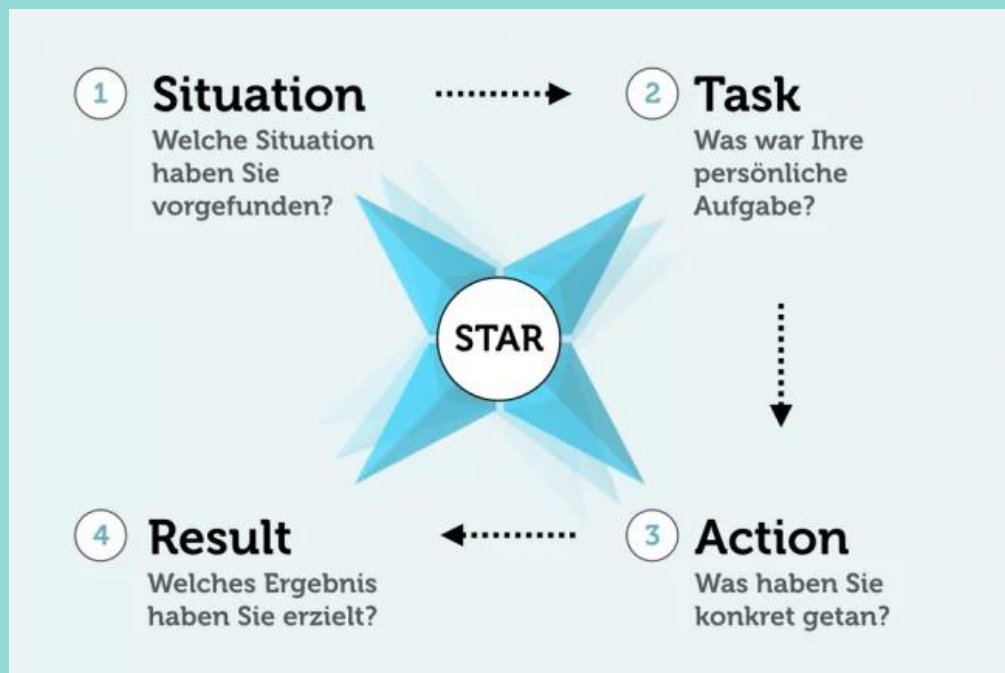 1 Situation
Welche Situation
haben Sie
vorgefunden?
2 Task
Was war Ihre
persönliche
Aufgabe?
STAR
3 Action
Was haben Sie
konkret getan?
4 Result
Welches Ergebnis
haben Sie erzielt?